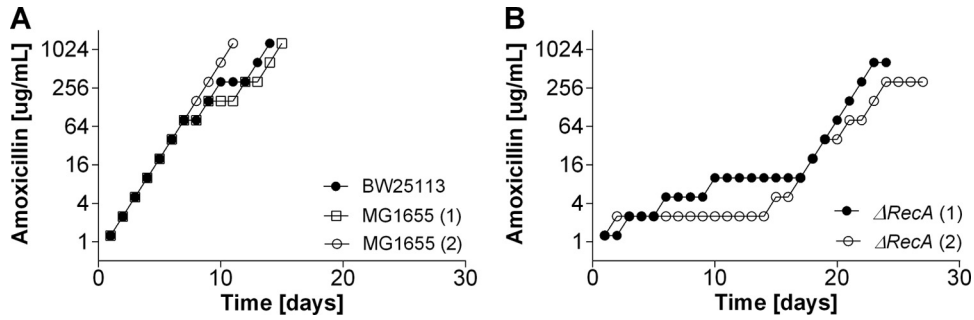 A
Amoxicillin [ug/mL]
1024
256
64
16
4
1
BW25113
MG1655 (1)
MG1655 (2)
0
10
20
30
Time [days]
B
Amoxicillin [ug/mL]
1024
256
64
16
4
1
ΔRecA (1)
ΔRecA (2)
0
10
20
30
Time [days]